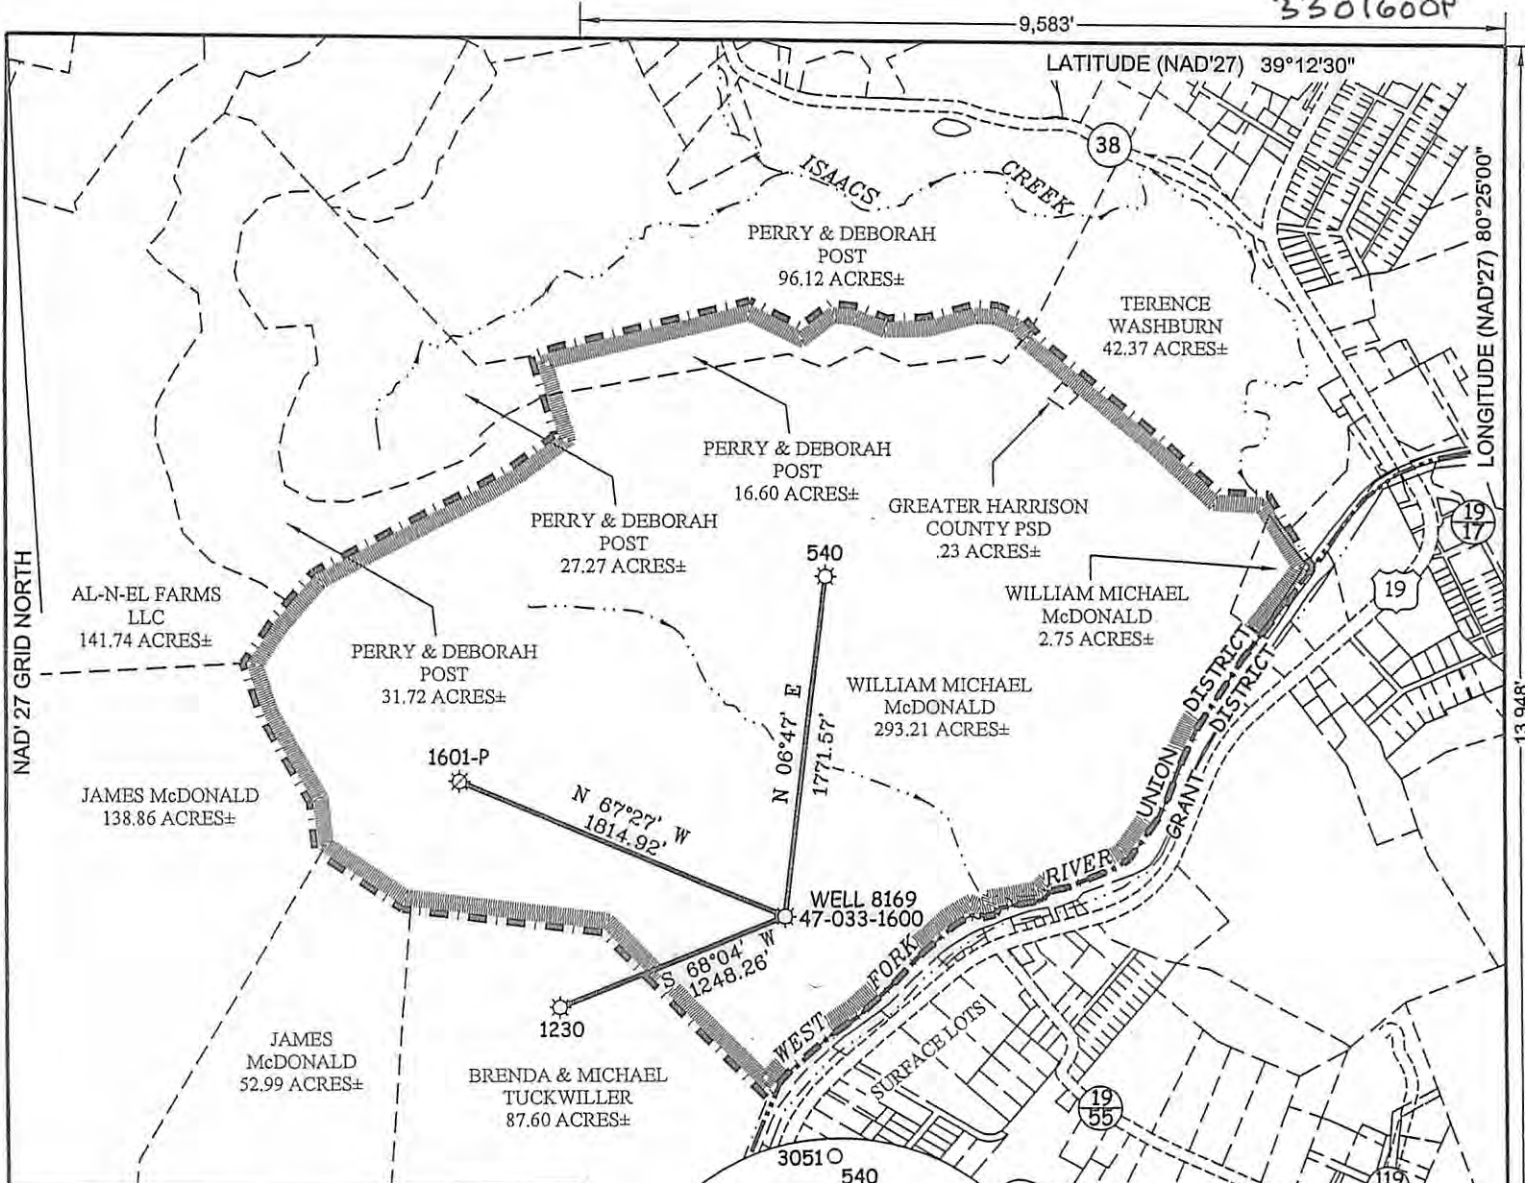 3301600P
9,583'
LATITUDE (NAD'27) 39°12'30"
38
ISAACS CREEK
LONGITUDE (NAD'27) 80°25'00"
PERRY & DEBORAH
POST
96.12 ACRES±
TERENCE
WASHBURN
42.37 ACRES±
PERRY & DEBORAH
POST
16.60 ACRES±
GREATER HARRISON
COUNTY PSD
.23 ACRES±
PERRY & DEBORAH
POST
27.27 ACRES±
19
17
540
19
WILLIAM MICHAEL
McDONALD
2.75 ACRES±
NAD'27 GRID NORTH
AL-N-EL FARMS
LLC
141.74 ACRES±
PERRY & DEBORAH
POST
31.72 ACRES±
WILLIAM MICHAEL
McDONALD
293.21 ACRES±
N 06°47' E
1771.57'
UNION DISTRICT
GRANT DISTRICT
13,948'
1601-P
N 67°27' W
1814.92'
JAMES McDONALD
138.86 ACRES±
WELL 8169
47-033-1600
WEST FORK RIVER
S 68°04' W
1248.26'
1230
SURFACE LOTS
JAMES
McDONALD
52.99 ACRES±
BRENDA & MICHAEL
TUCKWILLER
87.60 ACRES±
19
55
3051
540
119